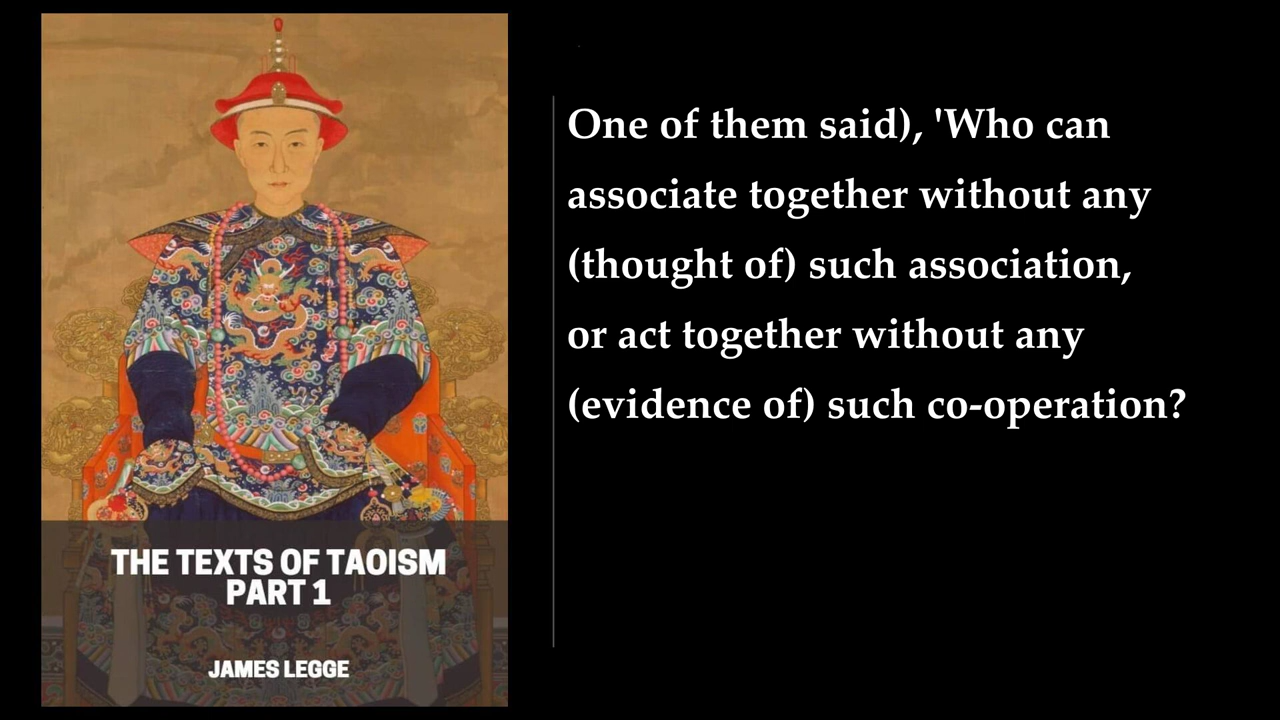 THE TEXTS OF TAOISM
PART 1
JAMES LEGGE
One of them said), 'Who can
associate together without any
(thought of) such association,
or act together without any
(evidence of) such co-operation?